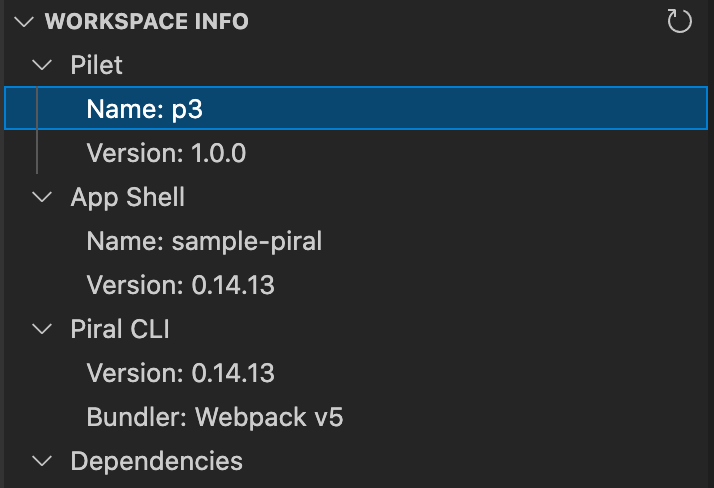 WORKSPACE INFO
Pilet
Name: p3
Version: 1.0.0
App Shell
Name: sample-piral
Version: 0.14.13
Piral CLI
Version: 0.14.13
Bundler: Webpack v5
Dependencies